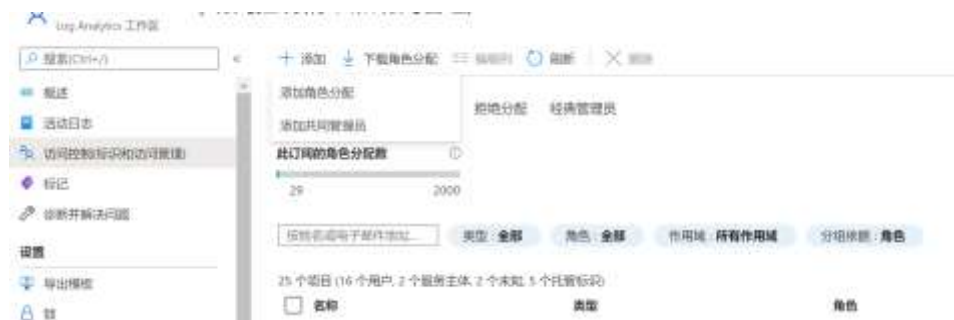 Log Analytics 工作区
搜索(Ctrl+/)
«
添加
下载角色分配
编辑列
刷新
删除
概述
活动日志
访问控制(标识和访问管理)
标记
诊断并解决问题
设置
导出模板
锁
添加角色分配
添加共同管理员
拒绝分配
经典管理员
此订阅的角色分配数
29
2000
按姓名或电子邮件地址...
类型 : 全部
角色 : 全部
作用域 : 所有作用域
分组依据 : 角色
25 个项目 (16 个用户, 2 个服务主体, 2 个未知, 5 个托管标识)
名称
类型
角色